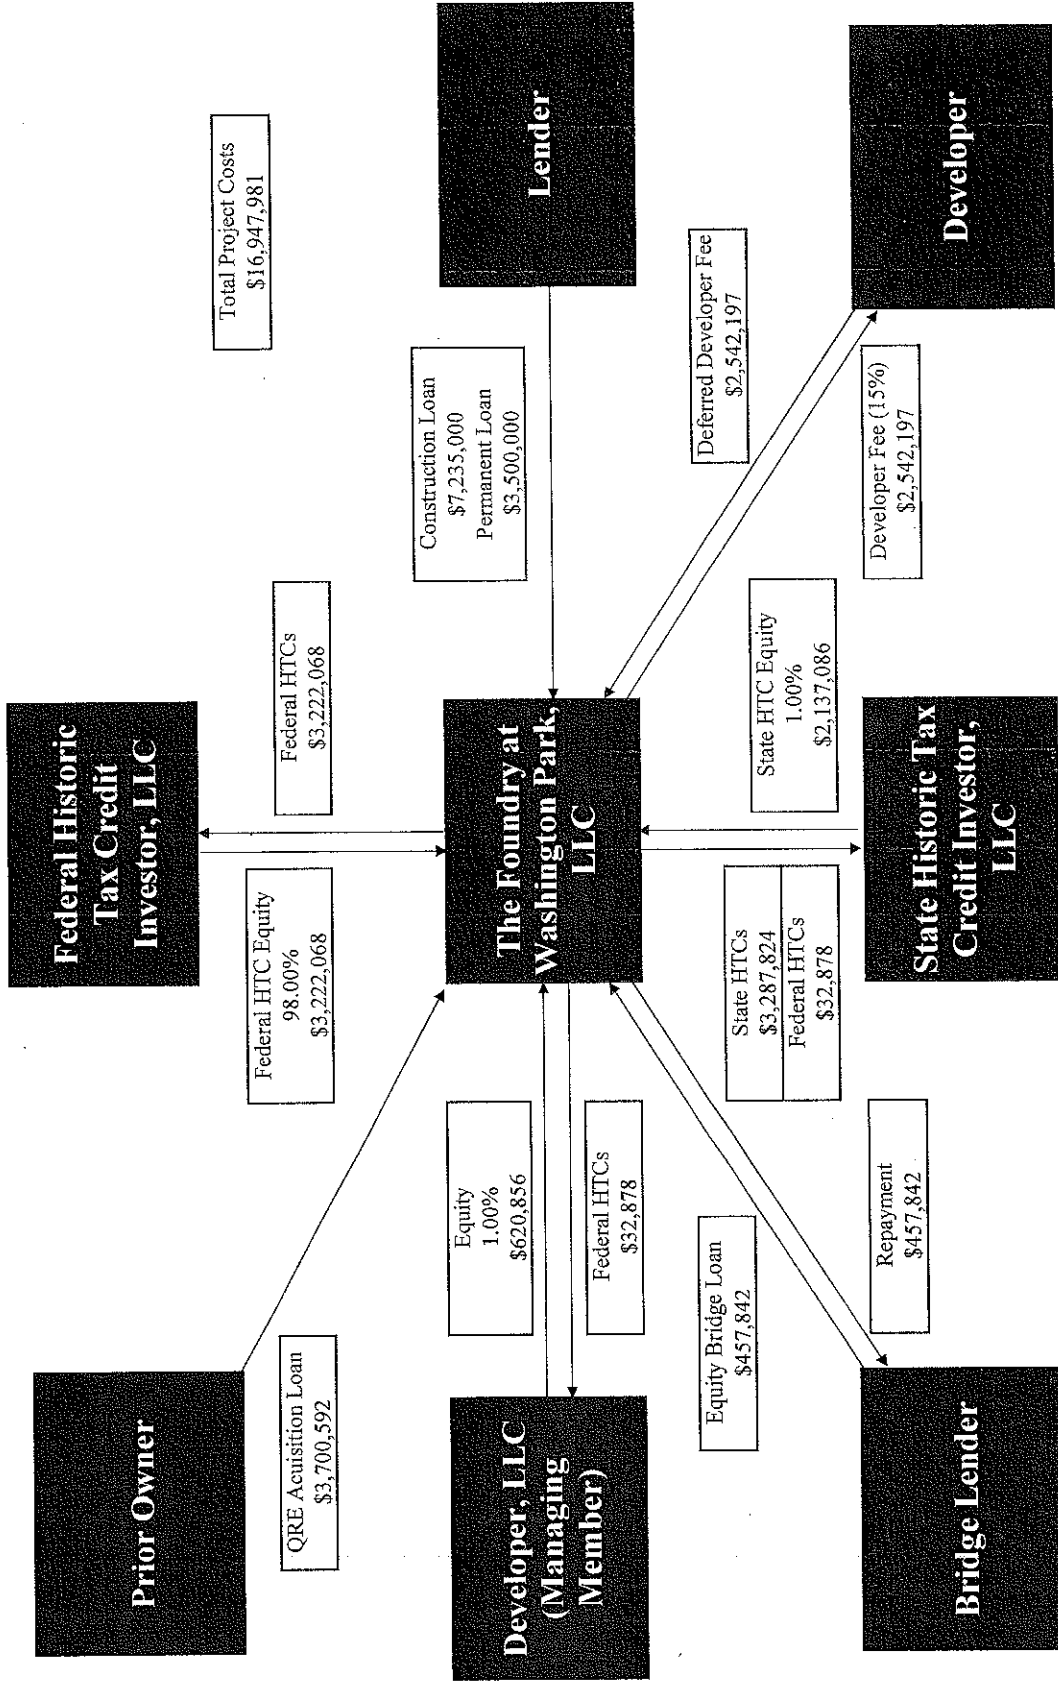 Prior Owner
QRE Acuisition Loan
$3,700,592
Federal Historic
Tax Credit
Investor, LLC
Federal HTC Equity
98.00%
$3,222,068
Federal HTCs
$3,222,068
Total Project Costs
$16,947,981
Developer, LLC
(Managing
Member)
Equity
1.00%
$620,856
Federal HTCs
$32,878
The Foundry at
Washington Park,
LLC
Construction Loan
$7,235,000
Permanent Loan
$3,500,000
Lender
Bridge Lender
Equity Bridge Loan
$457,842
Repayment
$457,842
State HTCs
$3,287,824
Federal HTCs
$32,878
State HTC Equity
1.00%
$2,137,086
State Historic Tax
Credit Investor,
LLC
Deferred Developer Fee
$2,542,197
Developer Fee (15%)
$2,542,197
Developer